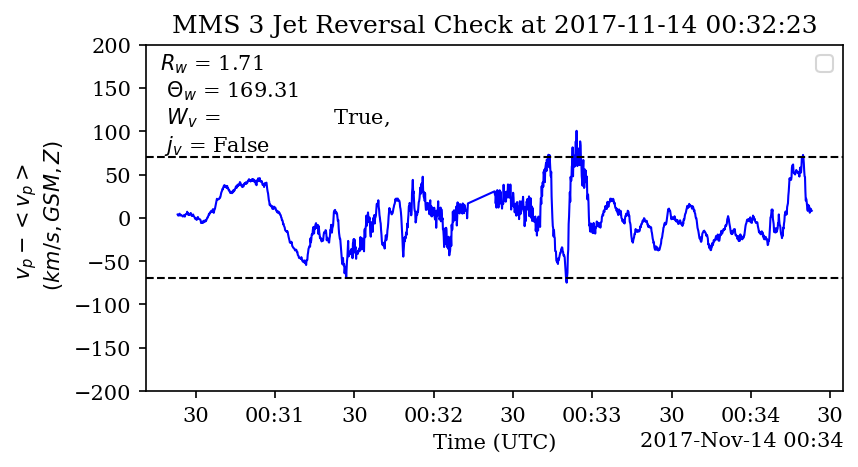 MMS 3 Jet Reversal Check at 2017-11-14 00:32:23
R_w = 1.71
Θ_w = 169.31
W_v = True,
j_v = False
v_p − < v_p >
(km/s, GSM, Z)
200
150
100
50
0
−50
−100
−150
−200
30 00:31 30 00:32 30 00:33 30 00:34 30
Time (UTC) 2017-Nov-14 00:34